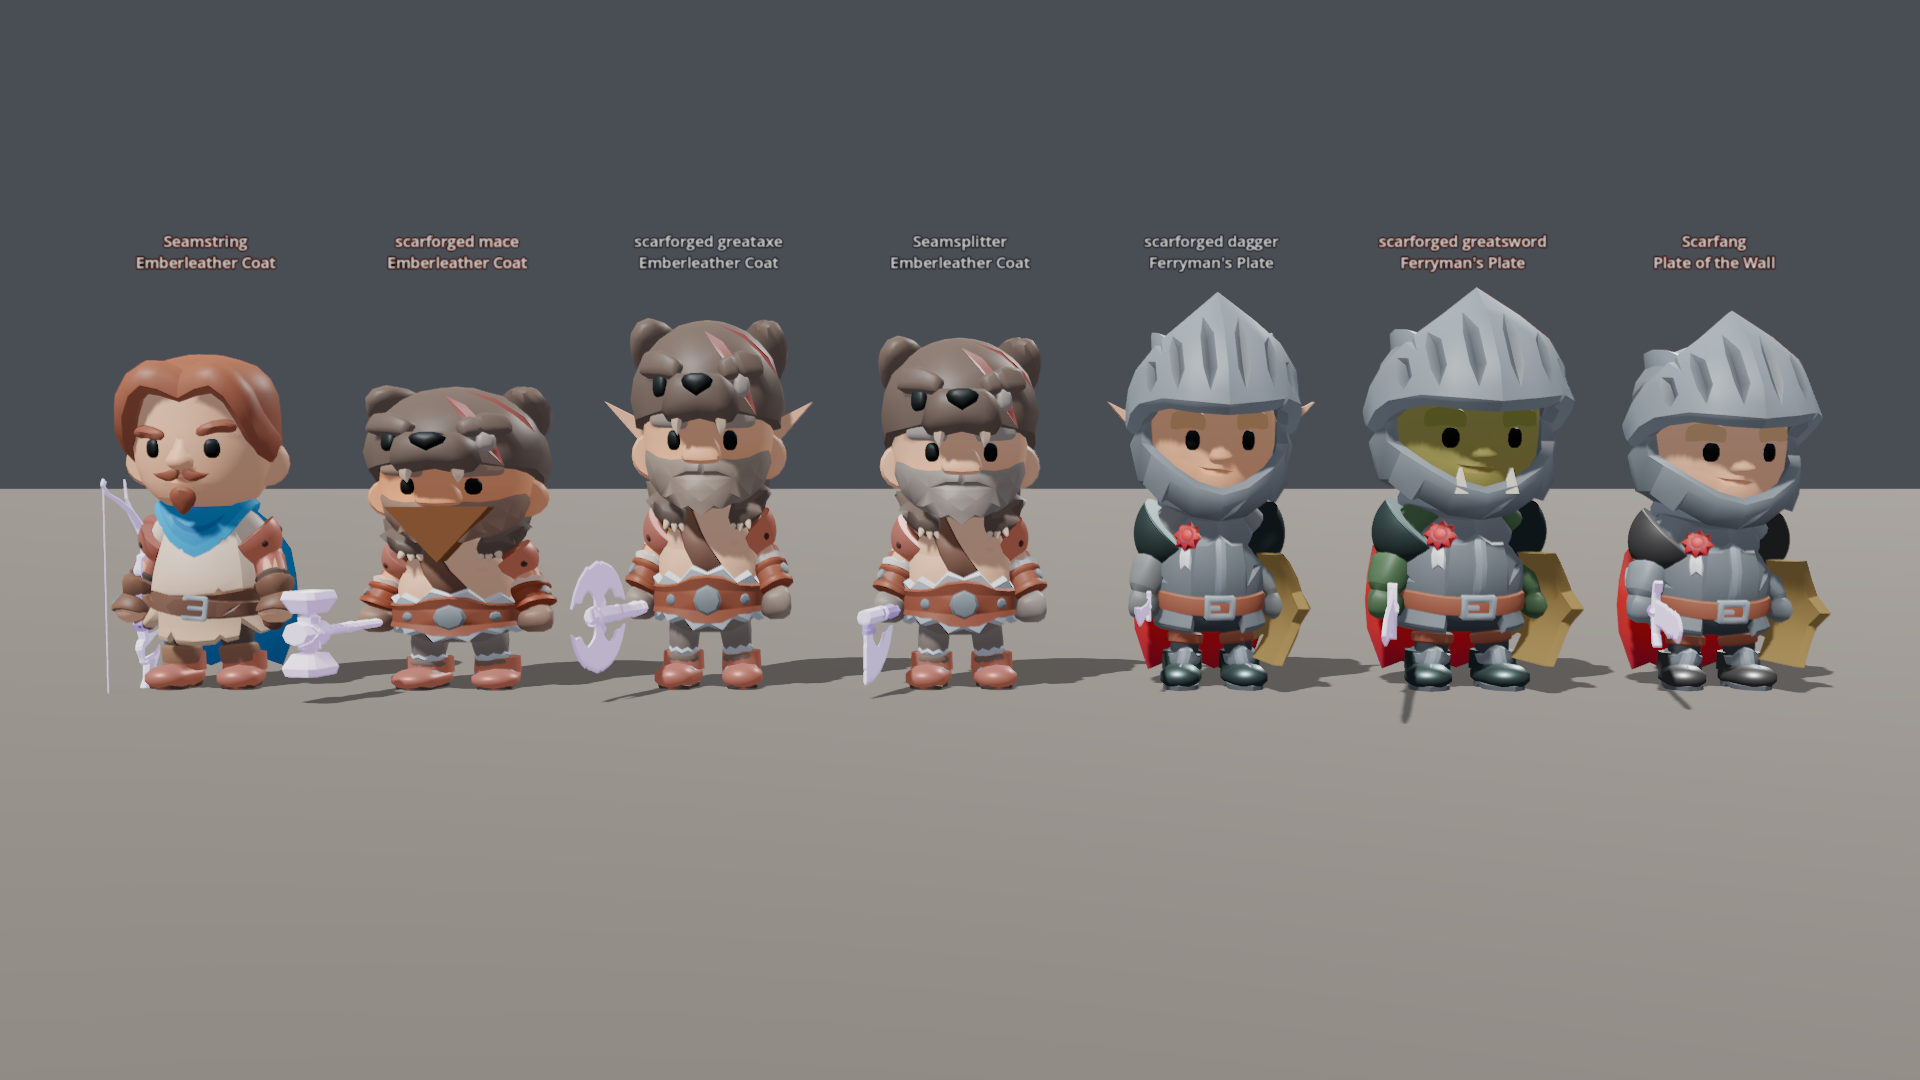 Seamstring
Emberleather Coat
scarforged mace
Emberleather Coat
scarforged greataxe
Emberleather Coat
Seamsplitter
Emberleather Coat
scarforged dagger
Ferryman's Plate
scarforged greatsword
Ferryman's Plate
Scarfang
Plate of the Wall